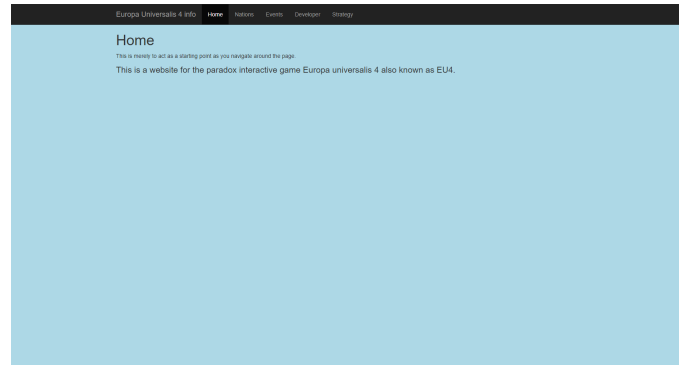 Europa Universalis 4 info Home Nations Events Developer Strategy
Home
This is merely to act as a starting point as you navigate around the page.
This is a website for the paradox interactive game Europa universalis 4 also known as EU4.